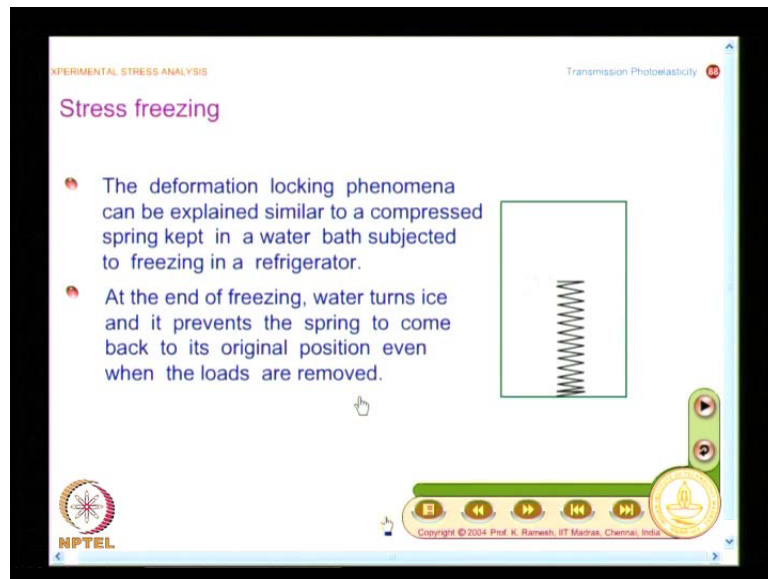 XPERIMENTAL STRESS ANALYSIS
Transmission Photoelasticity 88
Stress freezing
The deformation locking phenomena
can be explained similar to a compressed
spring kept in a water bath subjected
to freezing in a refrigerator.
At the end of freezing, water turns ice
and it prevents the spring to come
back to its original position even
when the loads are removed.
NPTEL
Copyright © 2004 Prof. K. Ramesh, IIT Madras, Chennai, India